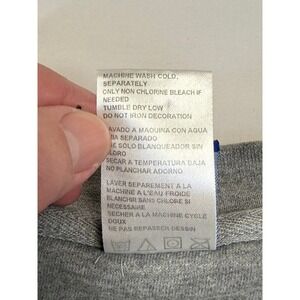 MACHINE WASH COLD,
SEPARATELY
ONLY NON CHLORINE BLEACH IF
NEEDED
TUMBLE DRY LOW
DO NOT IRON DECORATION
LAVADO A MAQUINA CON AGUA
SE SOLO BLANQUEADOR SIN
CLORO
SECAR A TEMPERATURA BAJA
NO PLANCHAR ADORNO
LAVER SEPAREMENT A LA
MACHINE A L'EAU FROIDE
BLANCHIR SANS CHLORE SI
NECESSAIRE
SECHER A LA MACHINE CYCLE
DOUX
NE PAS REPASSER DESSIN